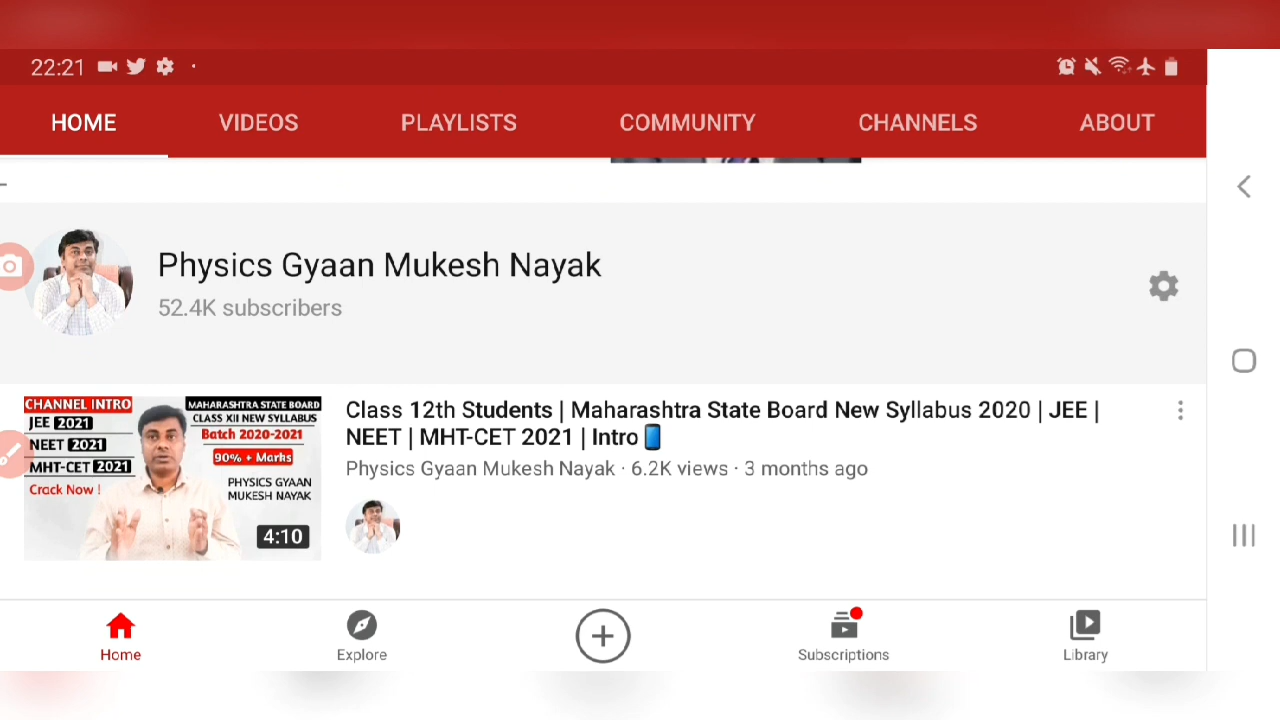 22:21
HOME VIDEOS PLAYLISTS COMMUNITY CHANNELS ABOUT
Physics Gyaan Mukesh Nayak
52.4K subscribers
CHANNEL INTRO
JEE 2021
NEET 2021
MHT-CET 2021
Crack Now !
MAHARASHTRA STATE BOARD
CLASS XII NEW SYLLABUS
Batch 2020-2021
90% + Marks
PHYSICS GYAAN
MUKESH NAYAK
4:10
Class 12th Students | Maharashtra State Board New Syllabus 2020 | JEE |
NEET | MHT-CET 2021 | Intro📱
Physics Gyaan Mukesh Nayak · 6.2K views · 3 months ago
Home Explore Subscriptions Library